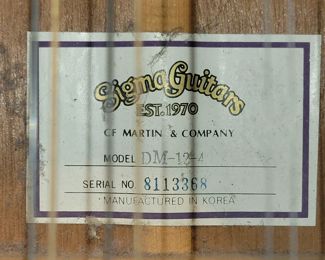 Sigma Guitars
EST. 1970
CF MARTIN & COMPANY
MODEL DM-12-4
SERIAL NO. 8113368
MANUFACTURED IN KOREA